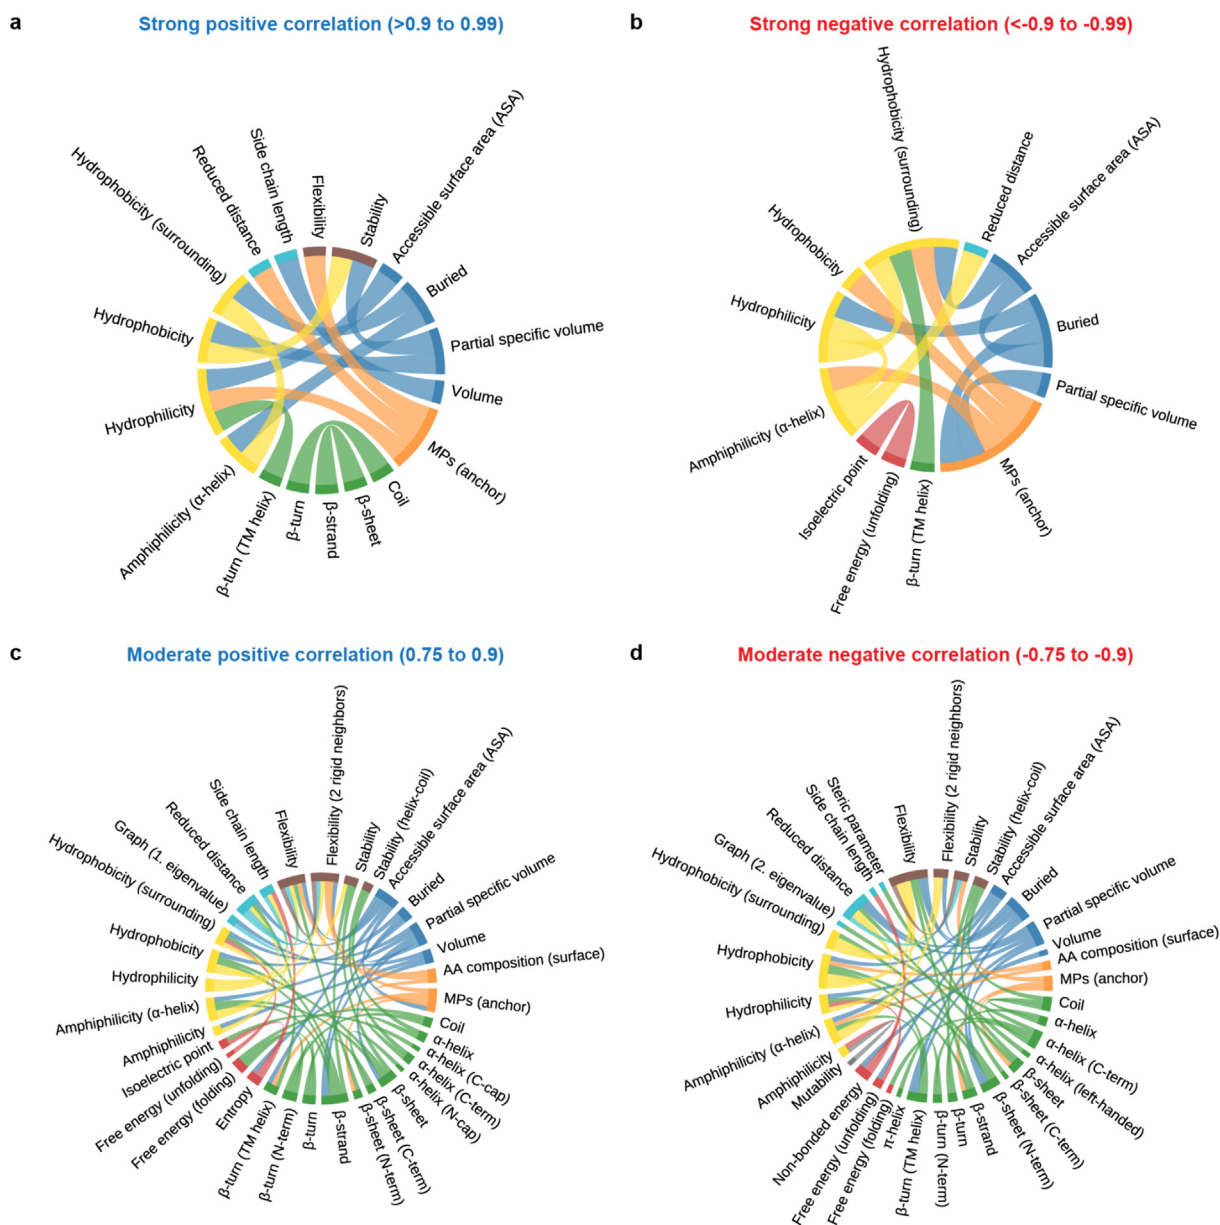 a
Strong positive correlation (>0.9 to 0.99)
Hydrophobicity (surrounding)
Reduced distance
Side chain length
Flexibility
Stability
Accessible surface area (ASA)
Buried
Partial specific volume
Volume
MPs (anchor)
Coil
β-sheet
β-strand
β-turn
β-turn (TM helix)
Amphiphilicity (α-helix)
Hydrophilicity
Hydrophobicity
b
Strong negative correlation (<-0.9 to -0.99)
Hydrophobicity (surrounding)
Reduced distance
Accessible surface area (ASA)
Buried
Partial specific volume
MPs (anchor)
β-turn (TM helix)
Free energy (unfolding)
Isoelectric point
Amphiphilicity (α-helix)
Hydrophilicity
Hydrophobicity
c
Moderate positive correlation (0.75 to 0.9)
Hydrophobicity (surrounding)
Graph (1. eigenvalue)
Reduced distance
Side chain length
Flexibility
Flexibility (2 rigid neighbors)
Stability
Stability (helix-coil)
Accessible surface area (ASA)
Buried
Partial specific volume
Volume
AA composition (surface)
MPs (anchor)
Coil
α-helix
α-helix (C-cap)
α-helix (C-term)
α-helix (N-cap)
β-sheet
β-sheet (C-term)
β-sheet (N-term)
β-strand
β-turn
β-turn (N-term)
β-turn (TM helix)
Entropy
Free energy (folding)
Free energy (unfolding)
Isoelectric point
Amphiphilicity
Amphiphilicity (α-helix)
Hydrophilicity
Hydrophobicity
d
Moderate negative correlation (-0.75 to -0.9)
Hydrophobicity (surrounding)
Graph (2. eigenvalue)
Reduced distance
Side chain length
Steric parameter
Flexibility
Flexibility (2 rigid neighbors)
Stability
Stability (helix-coil)
Accessible surface area (ASA)
Buried
Partial specific volume
Volume
AA composition (surface)
MPs (anchor)
Coil
α-helix
α-helix (C-term)
α-helix (left-handed)
β-sheet
β-sheet (C-term)
β-sheet (N-term)
β-strand
β-turn
β-turn (N-term)
β-turn (TM helix)
π-helix
Free energy (folding)
Free energy (unfolding)
Non-bonded energy
Mutability
Amphiphilicity
Amphiphilicity (α-helix)
Hydrophilicity
Hydrophobicity